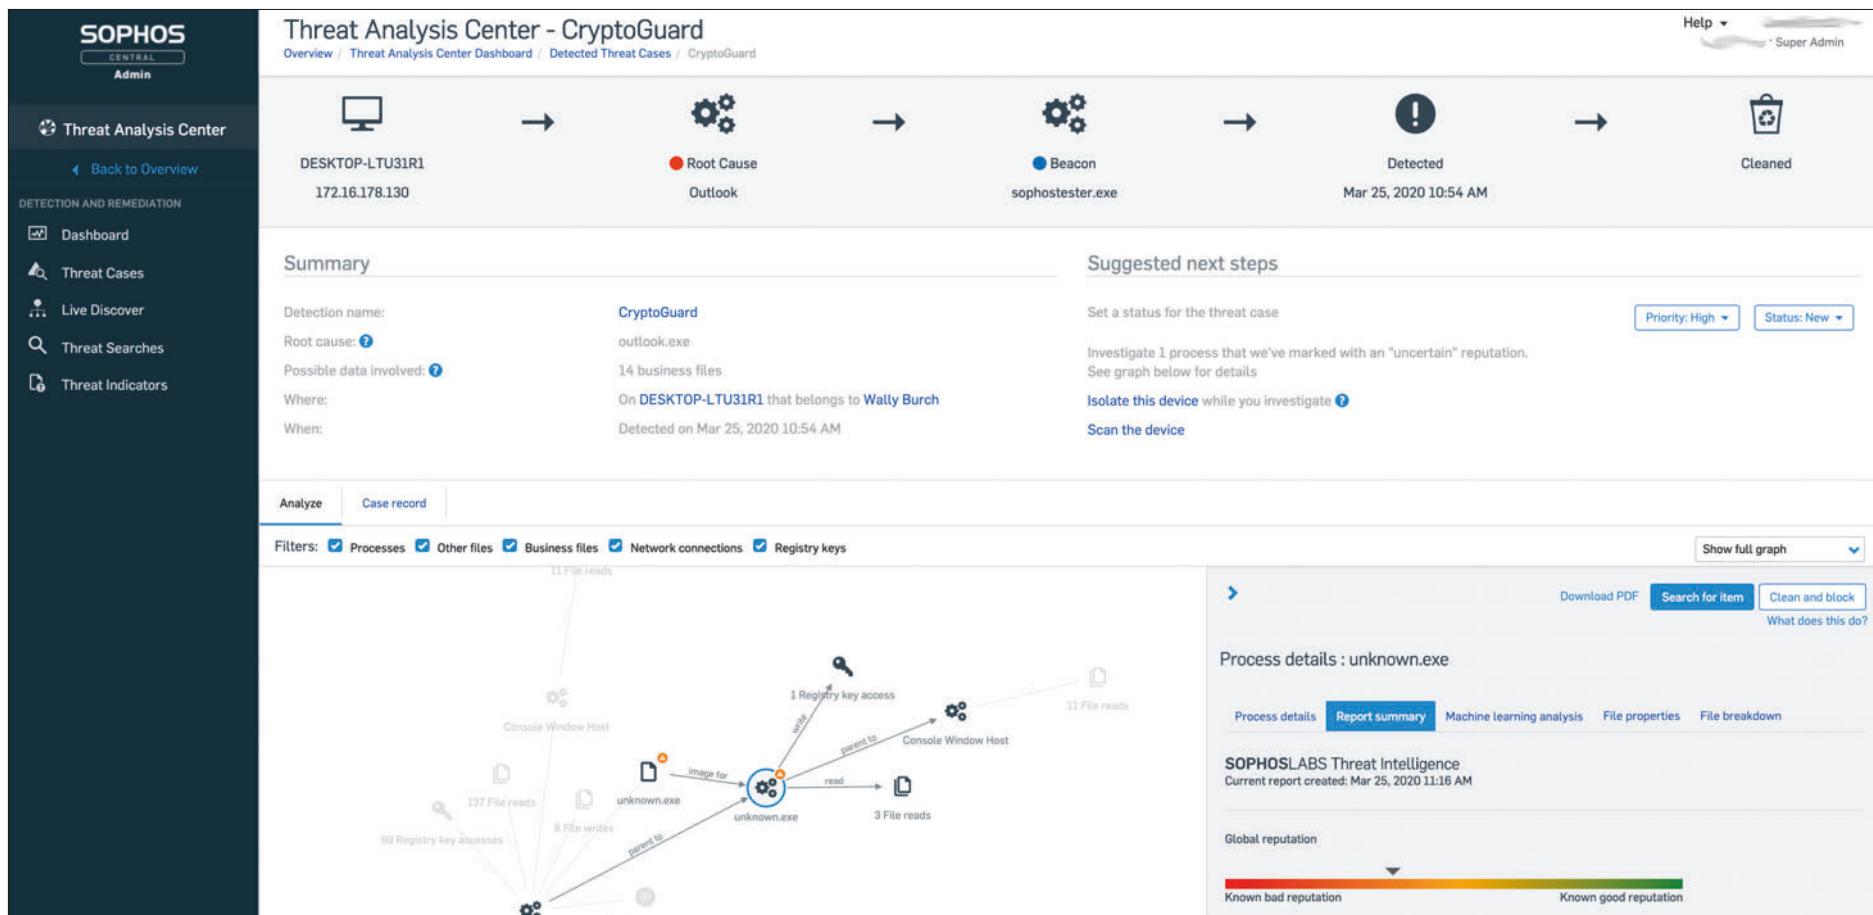 SOPHOS
CENTRAL
Admin
Threat Analysis Center
Back to Overview
DETECTION AND REMEDIATION
Dashboard
Threat Cases
Live Discover
Threat Searches
Threat Indicators
Threat Analysis Center - CryptoGuard
Overview / Threat Analysis Center Dashboard / Detected Threat Cases / CryptoGuard
Help
· Super Admin
DESKTOP-LTU31R1
172.16.178.130
Root Cause
Outlook
Beacon
sophostester.exe
Detected
Mar 25, 2020 10:54 AM
Cleaned
Summary
Detection name: CryptoGuard
Root cause: ? outlook.exe
Possible data involved: ? 14 business files
Where: On DESKTOP-LTU31R1 that belongs to Wally Burch
When: Detected on Mar 25, 2020 10:54 AM
Suggested next steps
Set a status for the threat case
Priority: High
Status: New
Investigate 1 process that we've marked with an "uncertain" reputation.
See graph below for details
Isolate this device while you investigate ?
Scan the device
Analyze
Case record
Filters: Processes Other files Business files Network connections Registry keys
Show full graph
11 File reads
1 Registry key access
11 File reads
Console Window Host
write
parent to
Console Window Host
image for
read
137 File reads
unknown.exe
unknown.exe
3 File reads
8 File writes
Registry key accesses
parent to
Download PDF
Search for item
Clean and block
What does this do?
Process details : unknown.exe
Process details
Report summary
Machine learning analysis
File properties
File breakdown
SOPHOSLABS Threat Intelligence
Current report created: Mar 25, 2020 11:16 AM
Global reputation
Known bad reputation
Known good reputation